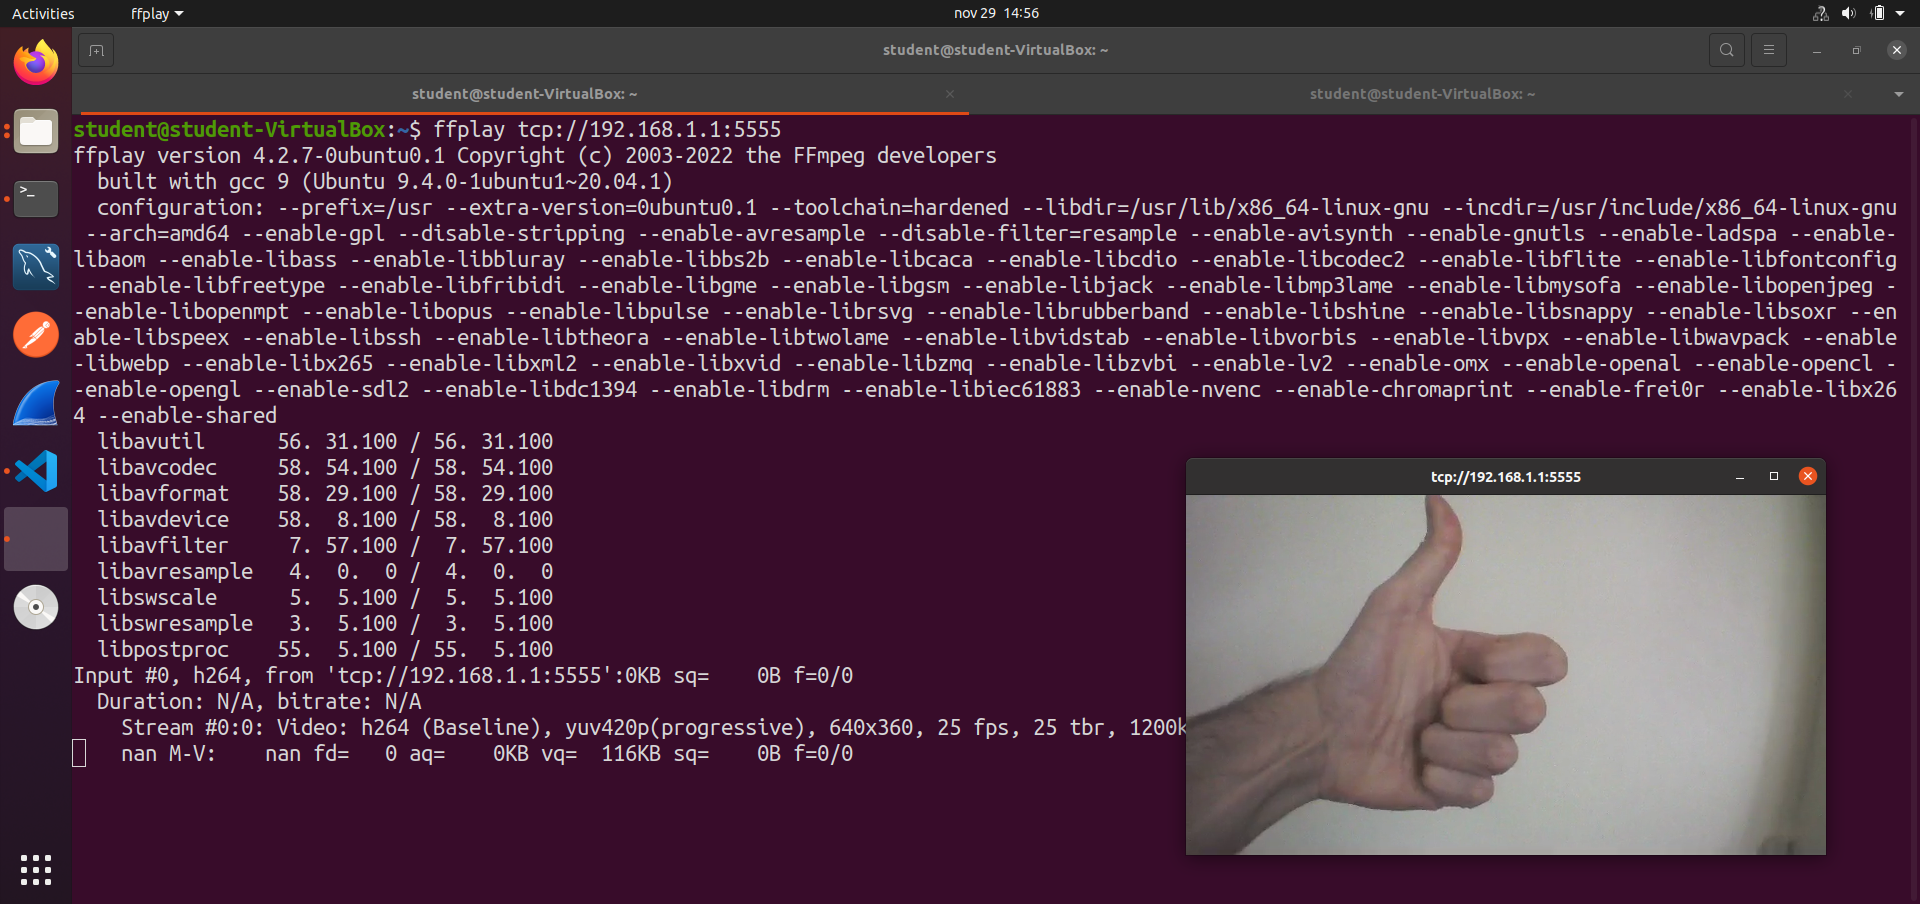 Activities
ffplay
nov 29 14:56
student@student-VirtualBox: ~
student@student-VirtualBox: ~
student@student-VirtualBox: ~
student@student-VirtualBox:~$ ffplay tcp://192.168.1.1:5555
ffplay version 4.2.7-0ubuntu0.1 Copyright (c) 2003-2022 the FFmpeg developers
  built with gcc 9 (Ubuntu 9.4.0-1ubuntu1~20.04.1)
  configuration: --prefix=/usr --extra-version=0ubuntu0.1 --toolchain=hardened --libdir=/usr/lib/x86_64-linux-gnu --incdir=/usr/include/x86_64-linux-gnu
 --arch=amd64 --enable-gpl --disable-stripping --enable-avresample --disable-filter=resample --enable-avisynth --enable-gnutls --enable-ladspa --enable-
libaom --enable-libass --enable-libbluray --enable-libbs2b --enable-libcaca --enable-libcdio --enable-libcodec2 --enable-libflite --enable-libfontconfig
 --enable-libfreetype --enable-libfribidi --enable-libgme --enable-libgsm --enable-libjack --enable-libmp3lame --enable-libmysofa --enable-libopenjpeg -
-enable-libopenmpt --enable-libopus --enable-libpulse --enable-librsvg --enable-librubberband --enable-libshine --enable-libsnappy --enable-libsoxr --en
able-libspeex --enable-libssh --enable-libtheora --enable-libtwolame --enable-libvidstab --enable-libvorbis --enable-libvpx --enable-libwavpack --enable
-libwebp --enable-libx265 --enable-libxml2 --enable-libxvid --enable-libzmq --enable-libzvbi --enable-lv2 --enable-omx --enable-openal --enable-opencl -
-enable-opengl --enable-sdl2 --enable-libdc1394 --enable-libdrm --enable-libiec61883 --enable-nvenc --enable-chromaprint --enable-frei0r --enable-libx26
4 --enable-shared
  libavutil      56. 31.100 / 56. 31.100
  libavcodec     58. 54.100 / 58. 54.100
  libavformat    58. 29.100 / 58. 29.100
  libavdevice    58.  8.100 / 58.  8.100
  libavfilter     7. 57.100 /  7. 57.100
  libavresample   4.  0.  0 /  4.  0.  0
  libswscale      5.  5.100 /  5.  5.100
  libswresample   3.  5.100 /  3.  5.100
  libpostproc    55.  5.100 / 55.  5.100
Input #0, h264, from 'tcp://192.168.1.1:5555':0KB sq=    0B f=0/0
  Duration: N/A, bitrate: N/A
    Stream #0:0: Video: h264 (Baseline), yuv420p(progressive), 640x360, 25 fps, 25 tbr, 1200k
    nan M-V:    nan fd=   0 aq=    0KB vq=  116KB sq=    0B f=0/0
tcp://192.168.1.1:5555